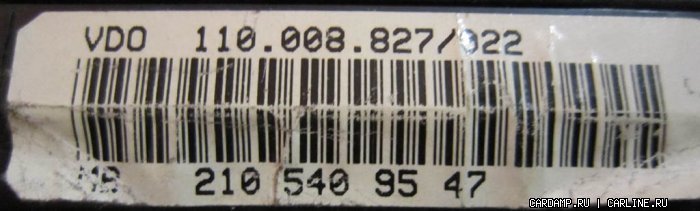 VDO 110.008.827/022
MB 210 540 95 47
CARDAMP.RU | CARLINE.RU